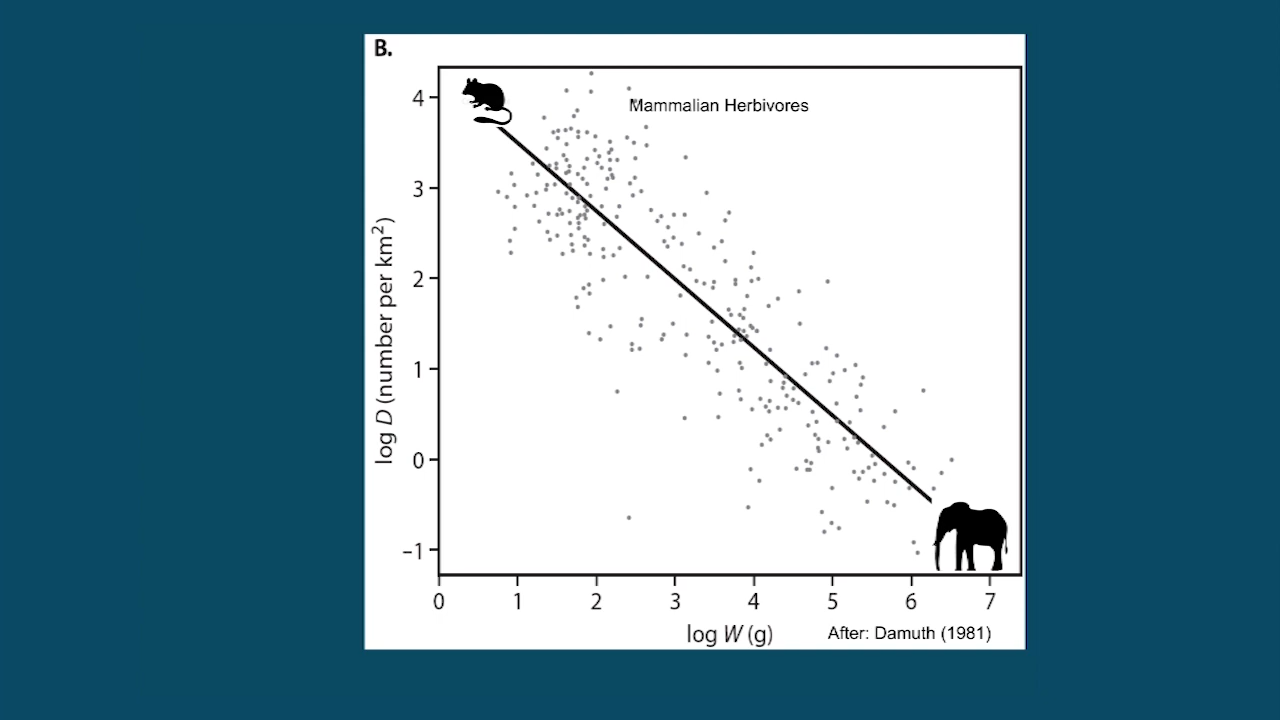 B.
Mammalian Herbivores
4
3
2
1
0
–1
log D (number per km²)
0 1 2 3 4 5 6 7
log W (g)
After: Damuth (1981)